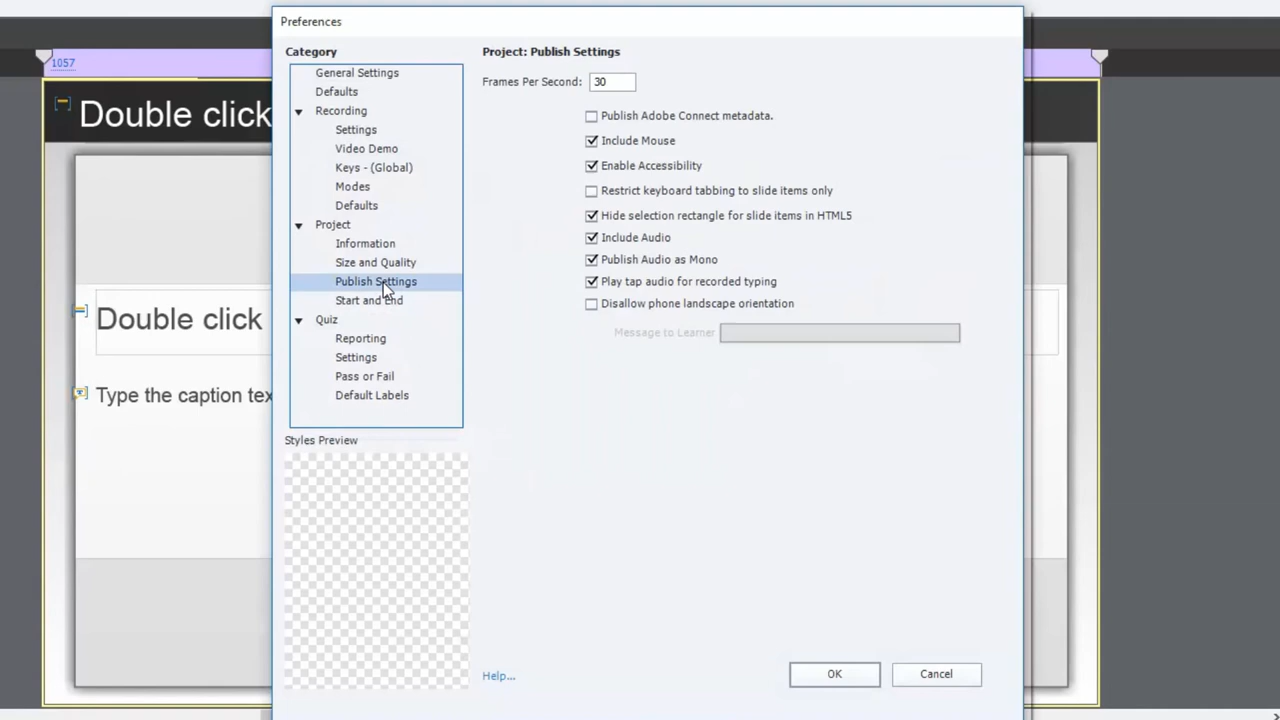 Preferences
1057
Double click
Double click
Type the caption tex
Category
General Settings
Defaults
Recording
Settings
Video Demo
Keys - (Global)
Modes
Defaults
Project
Information
Size and Quality
Publish Settings
Start and End
Quiz
Reporting
Settings
Pass or Fail
Default Labels
Styles Preview
Project: Publish Settings
Frames Per Second: 30
Publish Adobe Connect metadata.
Include Mouse
Enable Accessibility
Restrict keyboard tabbing to slide items only
Hide selection rectangle for slide items in HTML5
Include Audio
Publish Audio as Mono
Play tap audio for recorded typing
Disallow phone landscape orientation
Message to Learner
Help...
OK
Cancel